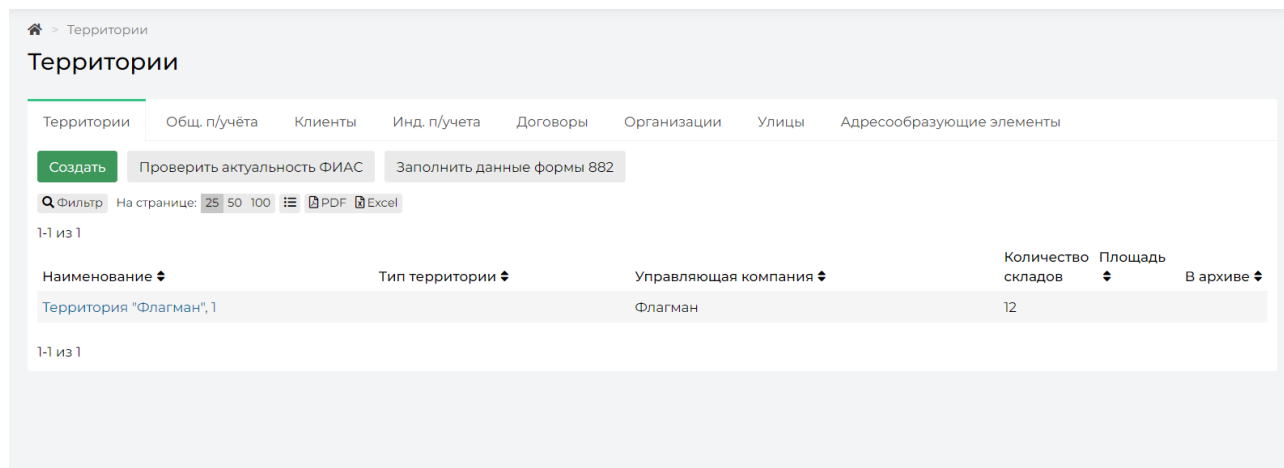 > Территории
Территории
Территории Общ. п/учёта Клиенты Инд. п/учета Договоры Организации Улицы Адресообразующие элементы
Создать Проверить актуальность ФИАС Заполнить данные формы 882
Фильтр На странице: 25 50 100 PDF Excel
1-1 из 1
Наименование Тип территории Управляющая компания Количество складов Площадь В архиве
Территория "Флагман", 1 Флагман 12
1-1 из 1